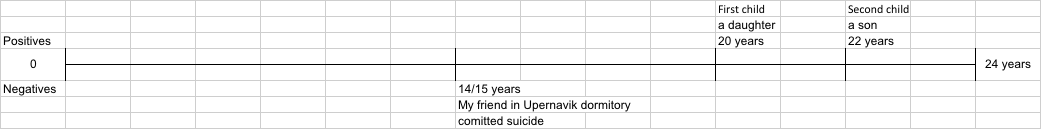 First child
Second child
a daughter
a son
Positives
20 years
22 years
0
24 years
Negatives
14/15 years
My friend in Upernavik dormitory
comitted suicide